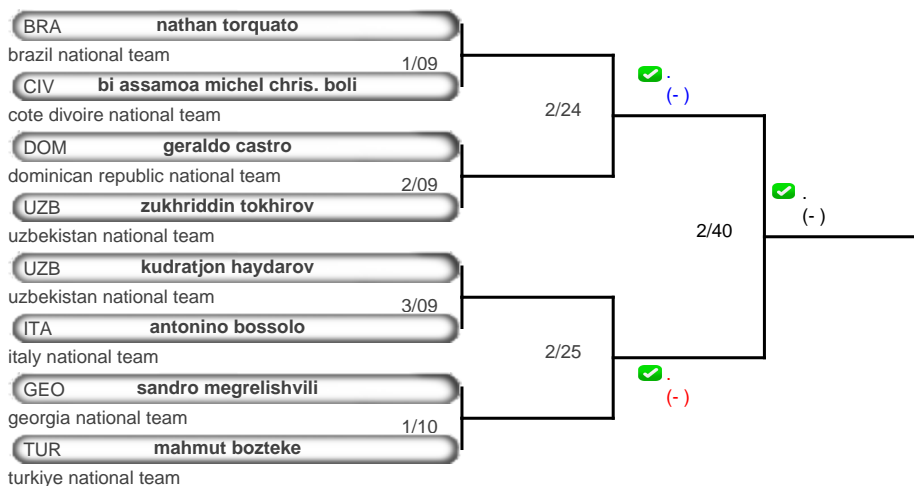 BRA nathan torquato
brazil national team
1/09
CIV bi assamoa michel chris. boli
cote divoire national team
2/24
.
(- )
DOM geraldo castro
dominican republic national team
2/09
UZB zukhriddin tokhirov
uzbekistan national team
2/40
.
(- )
UZB kudratjon haydarov
uzbekistan national team
3/09
ITA antonino bossolo
italy national team
2/25
.
(- )
GEO sandro megrelishvili
georgia national team
1/10
TUR mahmut bozteke
turkiye national team